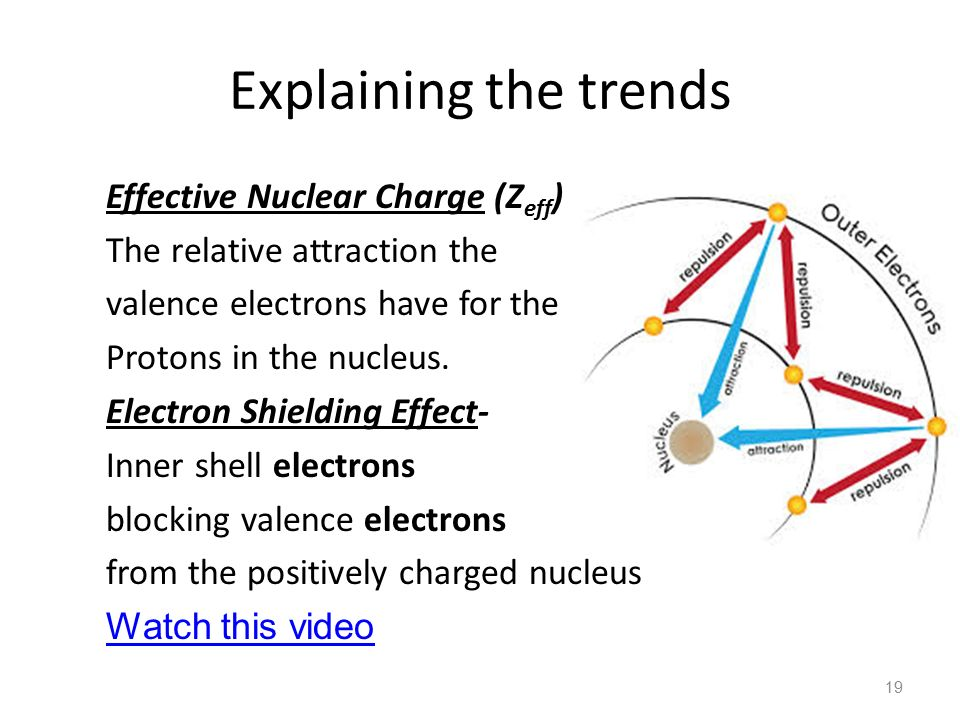 Explaining the trends
Effective Nuclear Charge (Zeff)
The relative attraction the
valence electrons have for the
Protons in the nucleus.
Electron Shielding Effect-
Inner shell electrons
blocking valence electrons
from the positively charged nucleus
Watch this video
Outer Electrons
repulsion
repulsion
attraction
repulsion
Nucleus
attraction
repulsion
19